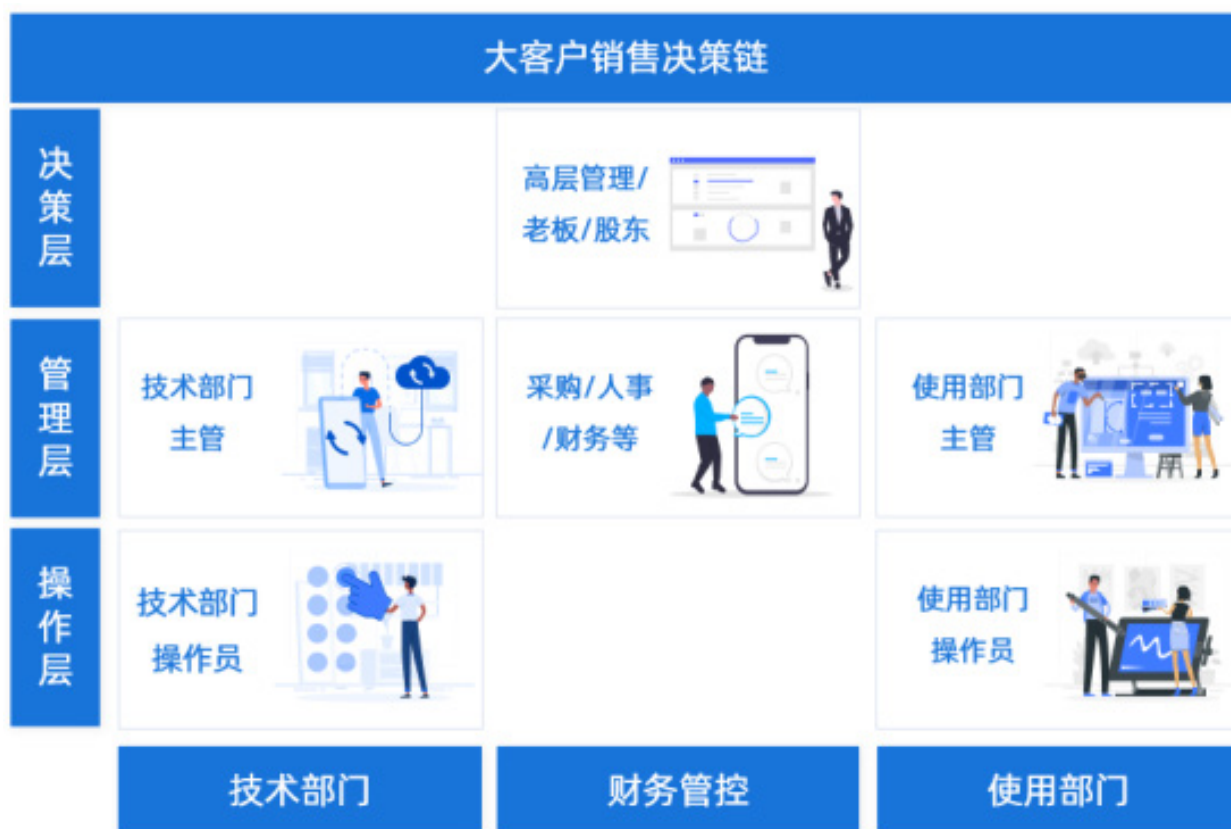 大客户销售决策链
决策层
高层管理/
老板/股东
管理层
技术部门
主管
采购/人事
/财务等
使用部门
主管
操作层
技术部门
操作员
使用部门
操作员
技术部门
财务管控
使用部门